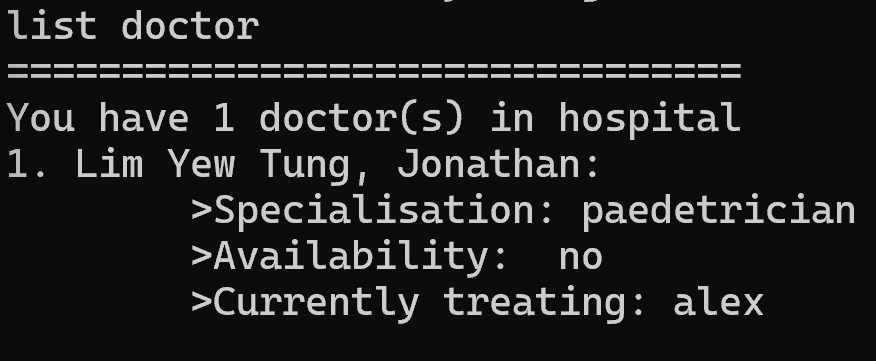 list doctor
================================
You have 1 doctor(s) in hospital
1. Lim Yew Tung, Jonathan:
        >Specialisation: paedetrician
        >Availability:  no
        >Currently treating: alex